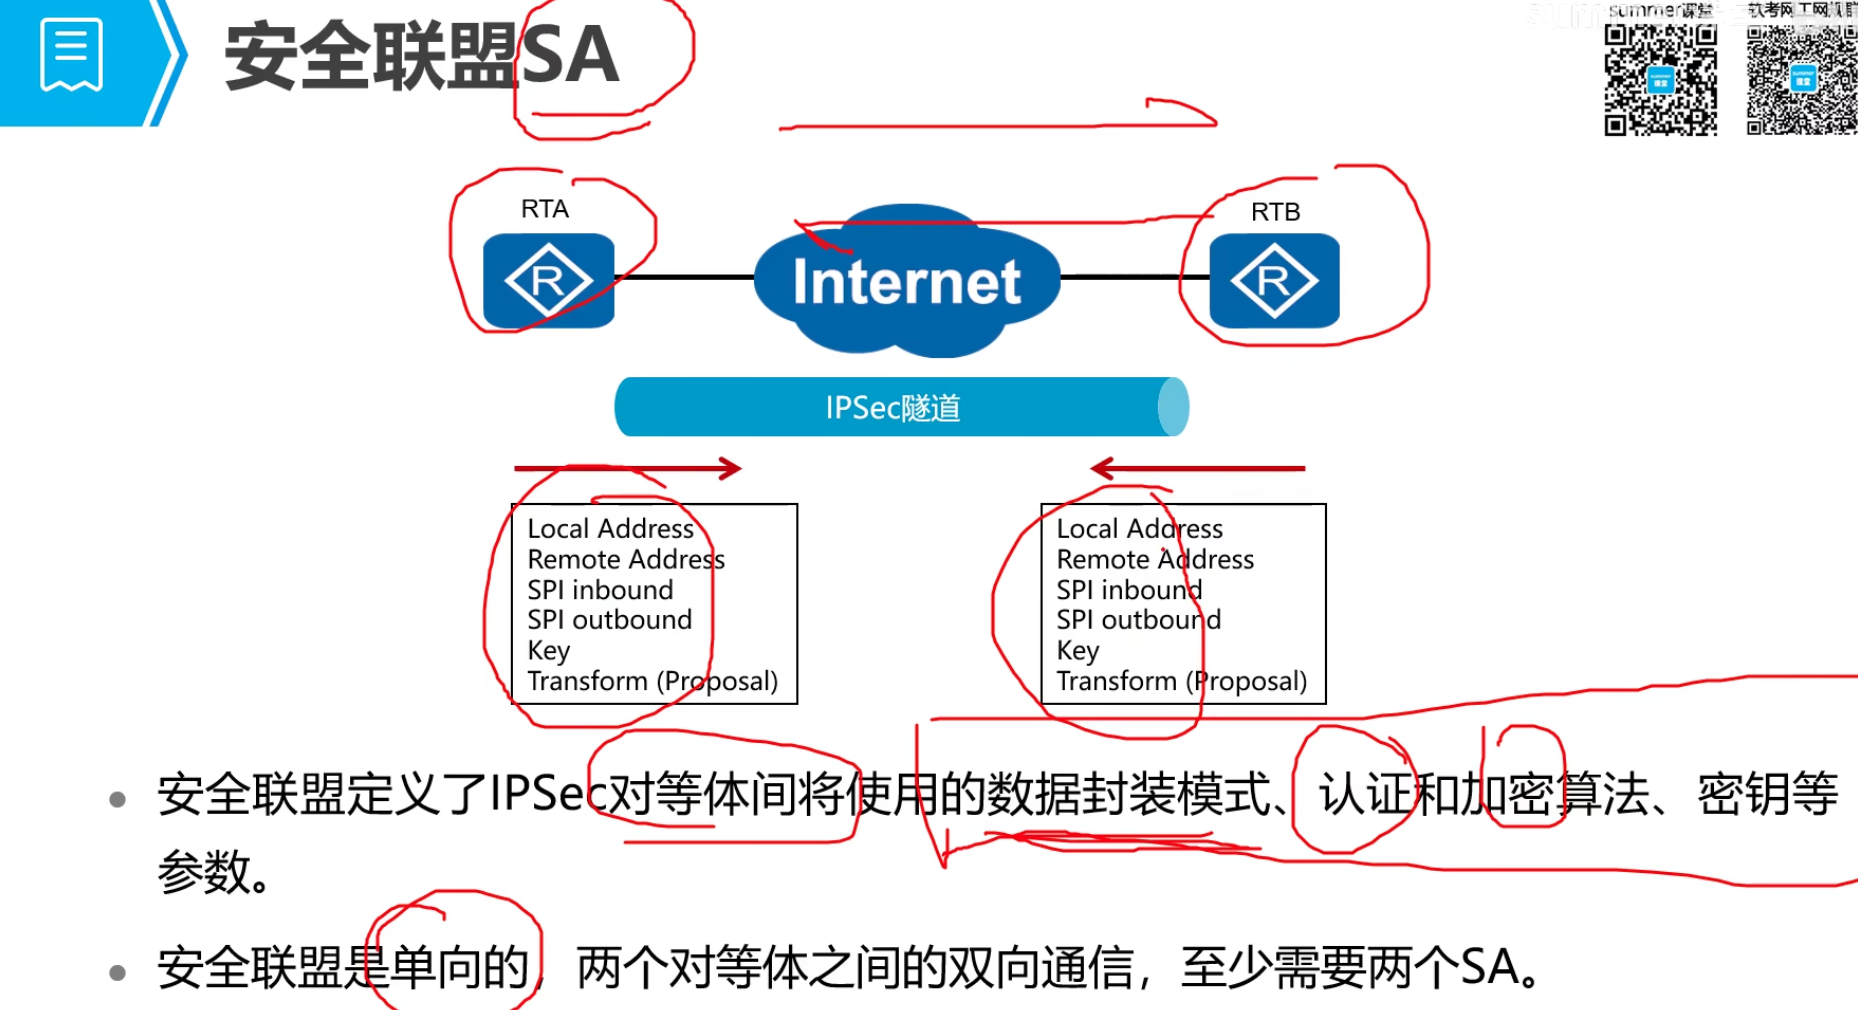 安全联盟SA
summer课堂
软考网工网规群
RTA
RTB
R
Internet
R
IPSec隧道
Local Address
Remote Address
SPI inbound
SPI outbound
Key
Transform (Proposal)
Local Address
Remote Address
SPI inbound
SPI outbound
Key
Transform (Proposal)
安全联盟定义了IPSec对等体间将使用的数据封装模式、认证和加密算法、密钥等
参数。
安全联盟是单向的，两个对等体之间的双向通信，至少需要两个SA。